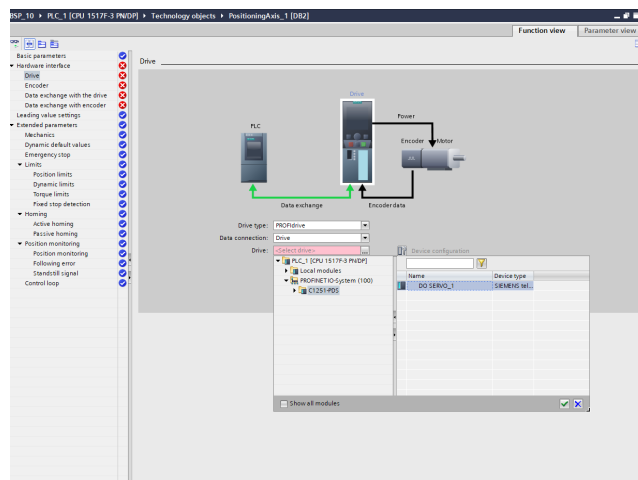 BSP_10 ▸ PLC_1 [CPU 1517F-3 PN/DP] ▸ Technology objects ▸ PositioningAxis_1 [DB2]
Function view
Parameter view
Basic parameters
Hardware interface
Drive
Encoder
Data exchange with the drive
Data exchange with encoder
Leading value settings
Extended parameters
Mechanics
Dynamic default values
Emergency stop
Limits
Position limits
Dynamic limits
Torque limits
Fixed stop detection
Homing
Active homing
Passive homing
Position monitoring
Position monitoring
Following error
Standstill signal
Control loop
Drive
Drive
PLC
Power
Encoder
Motor
Data exchange
Encoder data
Drive type:
PROFIdrive
Data connection:
Drive
Drive:
<Select drive>
...
Device configuration
PLC_1 [CPU 1517F-3 PN/DP]
Local modules
PROFINET IO-System (100)
C1251-PDS
Name
Device type
DO SERVO_1
SIEMENS tel...
Show all modules